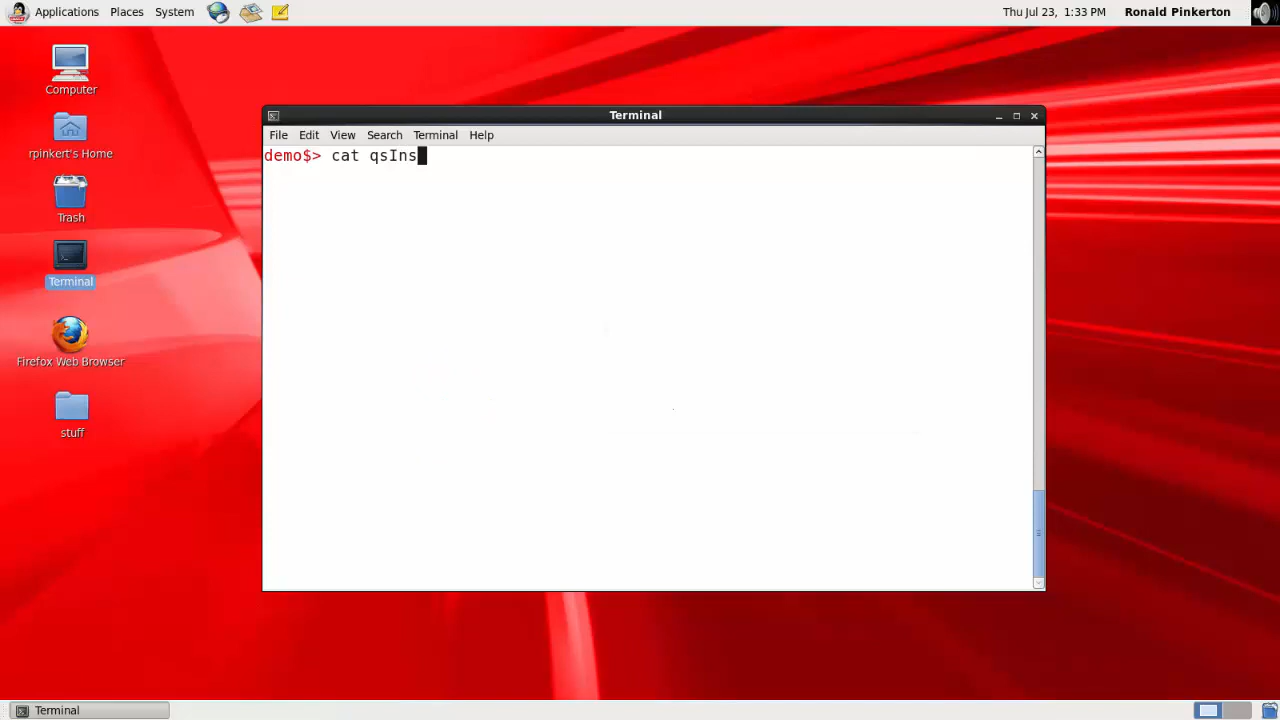 Applications Places System Thu Jul 23, 1:33 PM Ronald Pinkerton
Computer
rpinkert's Home
Trash
Terminal
Firefox Web Browser
stuff
Terminal
File Edit View Search Terminal Help
demo$> cat qsIns
Terminal